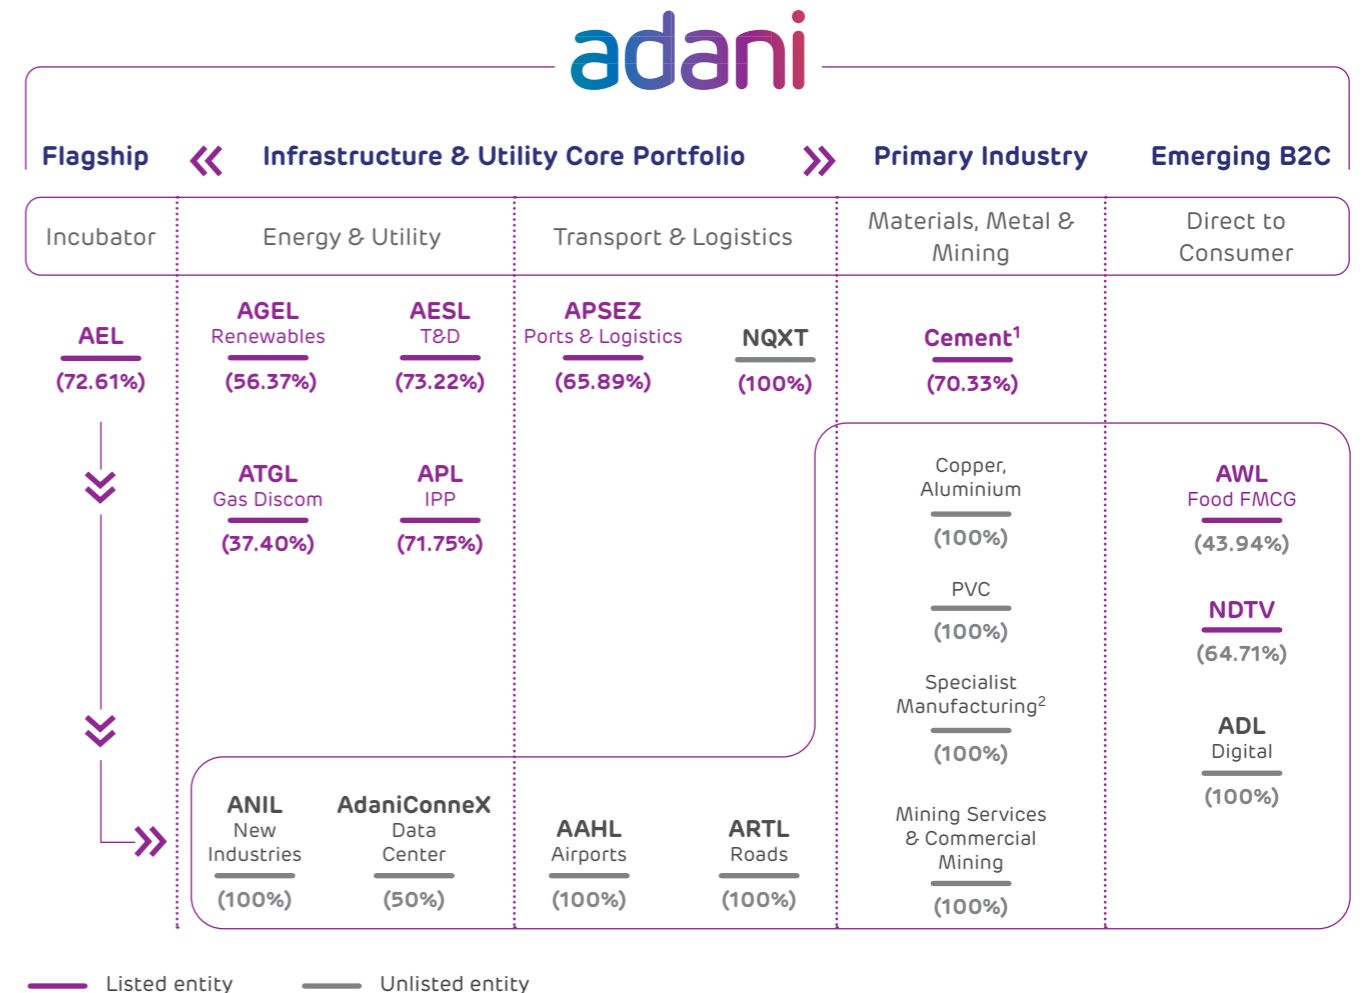 adani
Flagship
Infrastructure & Utility Core Portfolio
Primary Industry
Emerging B2C
Incubator
Energy & Utility
Transport & Logistics
Materials, Metal &
Mining
Direct to
Consumer
AEL
(72.61%)
AGEL
Renewables
(56.37%)
AESL
T&D
(73.22%)
APSEZ
Ports & Logistics
(65.89%)
NQXT
(100%)
Cement¹
(70.33%)
ATGL
Gas Discom
(37.40%)
APL
IPP
(71.75%)
Copper,
Aluminium
(100%)
PVC
(100%)
Specialist
Manufacturing²
(100%)
Mining Services
& Commercial
Mining
(100%)
AWL
Food FMCG
(43.94%)
NDTV
(64.71%)
ADL
Digital
(100%)
ANIL
New
Industries
(100%)
AdaniConneX
Data
Center
(50%)
AAHL
Airports
(100%)
ARTL
Roads
(100%)
Listed entity
Unlisted entity